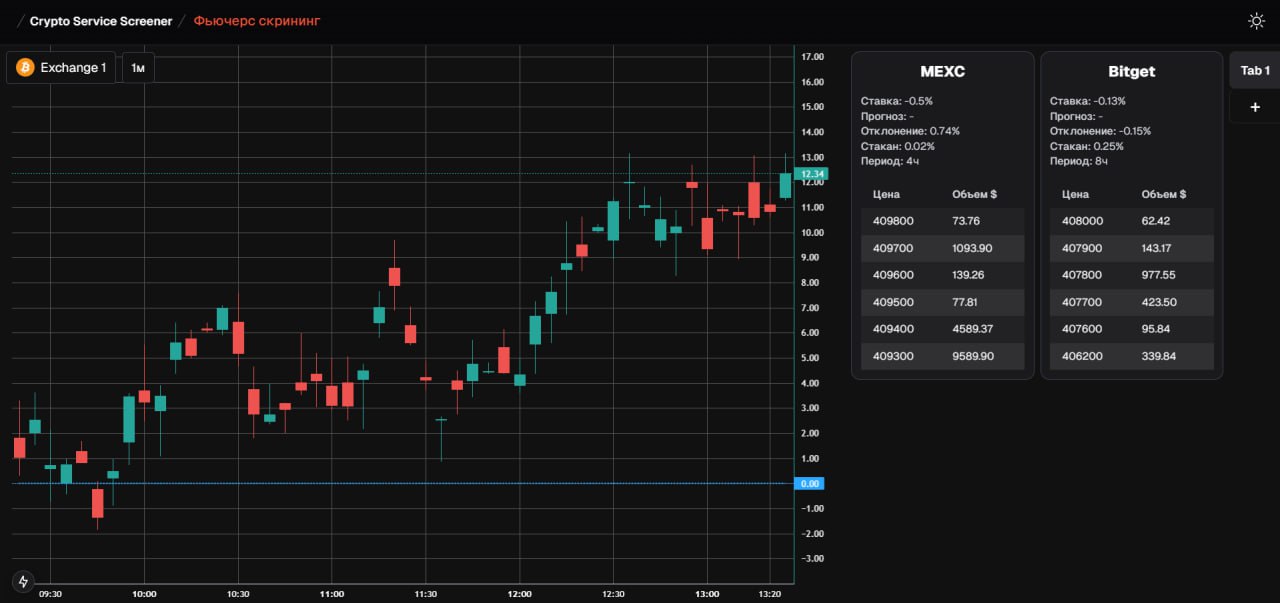 / Crypto Service Screener / Фьючерс скрининг
Exchange 1
1м
17.00
16.00
15.00
14.00
13.00
12.34
12.00
11.00
10.00
9.00
8.00
7.00
6.00
5.00
4.00
3.00
2.00
1.00
0.00
-1.00
-2.00
-3.00
09:30 10:00 10:30 11:00 11:30 12:00 12:30 13:00 13:20
MEXC
Ставка: -0.5%
Прогноз: -
Отклонение: 0.74%
Стакан: 0.02%
Период: 4ч
Цена Объем $
409800 73.76
409700 1093.90
409600 139.26
409500 77.81
409400 4589.37
409300 9589.90
Bitget
Ставка: -0.13%
Прогноз: -
Отклонение: -0.15%
Стакан: 0.25%
Период: 8ч
Цена Объем $
408000 62.42
407900 143.17
407800 977.55
407700 423.50
407600 95.84
406200 339.84
Tab 1
+